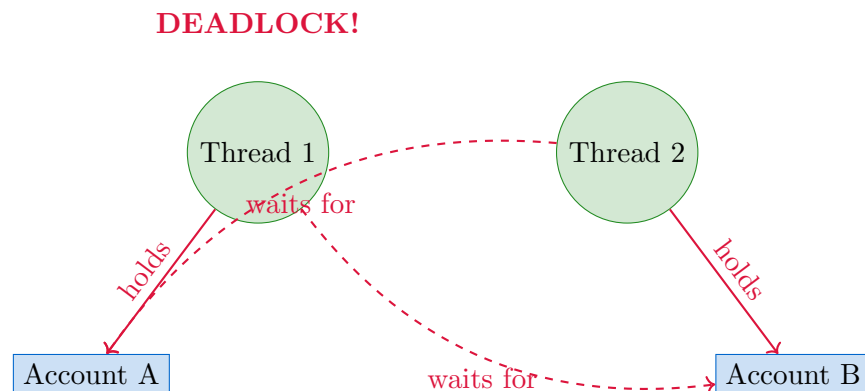 DEADLOCK!
Thread 1
Thread 2
waits for
holds
holds
Account A
waits for
Account B